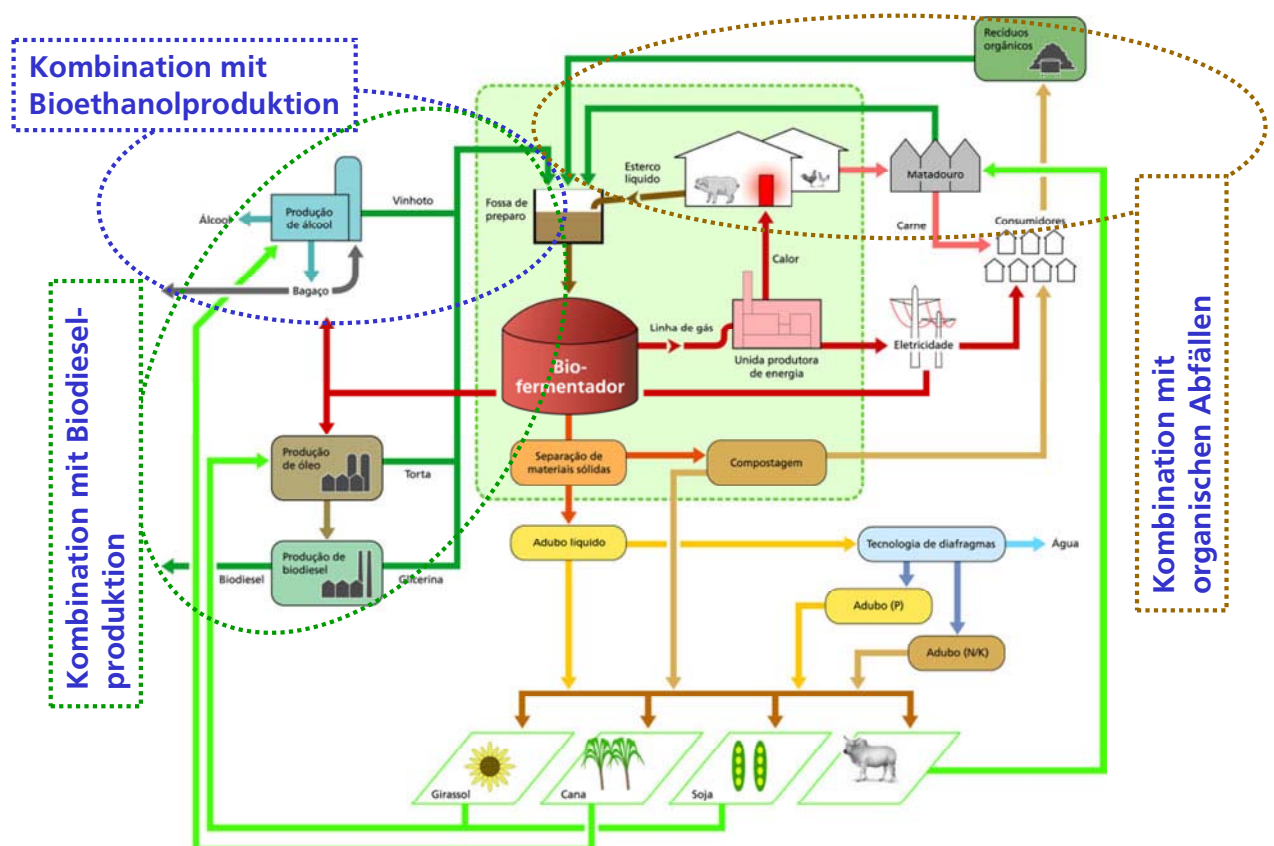 Kombination mit
Bioethanolproduktion
Recíduos
orgânicos
Esterco
líquido
Matadouro
Vinhoto
Fossa de
preparo
Álcool
Produção
de álcool
Carne
Consumidores
Calor
Bagaço
Linha de gás
Unida produtora
de energia
Eletricidade
Bio-
fermentador
Kombination mit Biodiesel-
produktion
Kombination mit
organischen Abfällen
Produção
de óleo
Torta
Separação de
materiais sólidas
Compostagem
Adubo líquido
Tecnologia de diafragmas
Água
Biodiesel
Produção de
biodiesel
Glicerina
Adubo (P)
Adubo (N/K)
Girassol
Cana
Soja